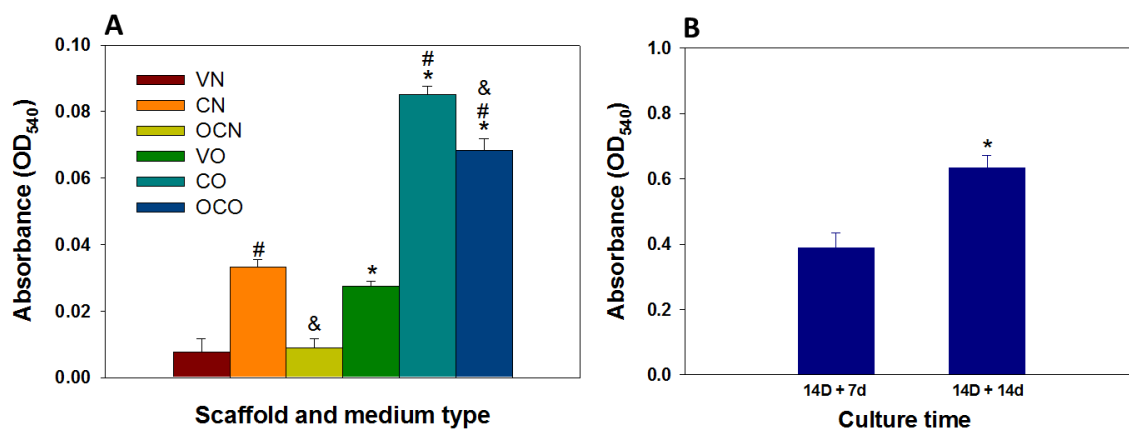 A
Absorbance (OD540)
0.10
0.08
0.06
0.04
0.02
0.00
VN
CN
OCN
VO
CO
OCO
#
&
*
#
*
&
#
*
Scaffold and medium type
B
Absorbance (OD540)
1.0
0.8
0.6
0.4
0.2
0.0
*
14D + 7d
14D + 14d
Culture time